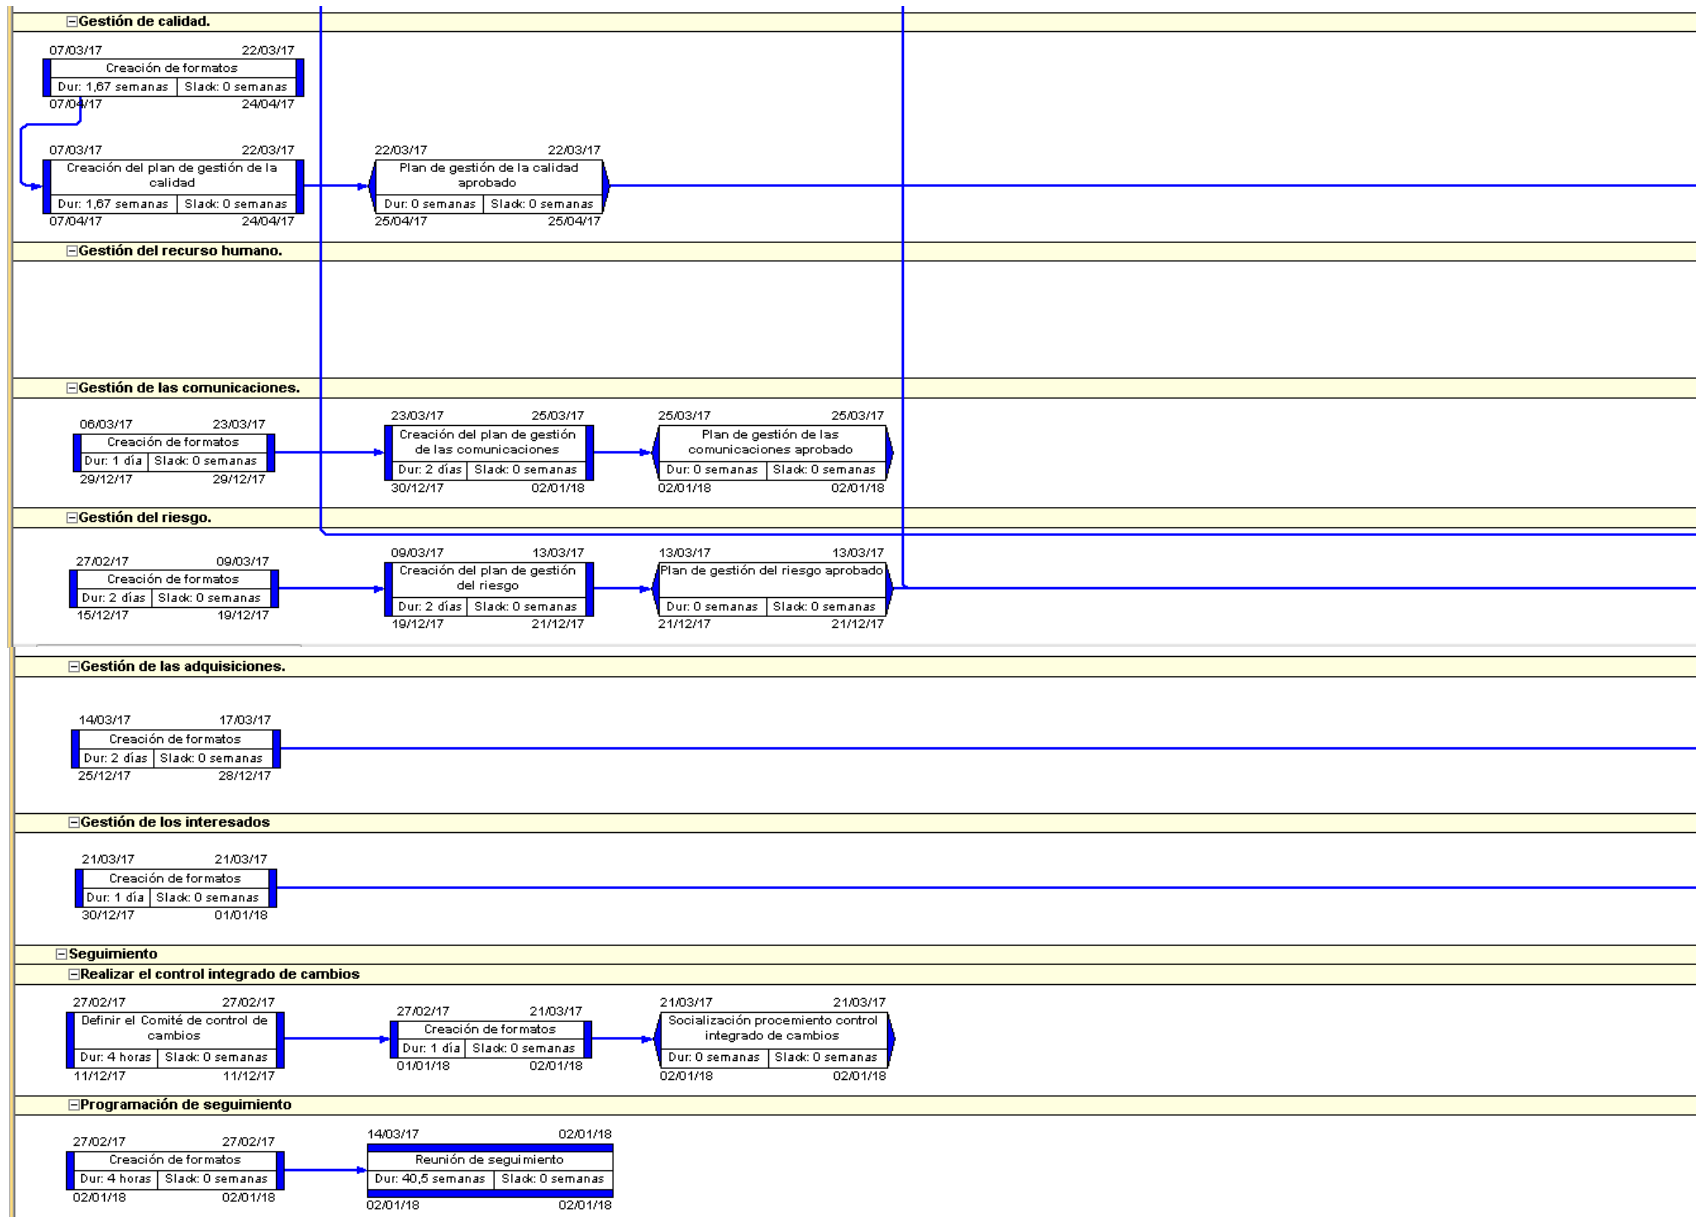 Gestión de calidad.
07/03/17 22/03/17
Creación de formatos
Dur: 1,67 semanas Slack: 0 semanas
07/04/17 24/04/17
07/03/17 22/03/17 22/03/17 22/03/17
Creación del plan de gestión de la calidad
Dur: 1,67 semanas Slack: 0 semanas
07/04/17 24/04/17
Plan de gestión de la calidad
aprobado
Dur: 0 semanas Slack: 0 semanas
25/04/17 25/04/17
Gestión del recurso humano.
Gestión de las comunicaciones.
06/03/17 23/03/17
Creación de formatos
Dur: 1 día Slack: 0 semanas
29/12/17 29/12/17
23/03/17 25/03/17
Creación del plan de gestión
de las comunicaciones
Dur: 2 días Slack: 0 semanas
30/12/17 02/01/18
25/03/17 25/03/17
Plan de gestión de las
comunicaciones aprobado
Dur: 0 semanas Slack: 0 semanas
02/01/18 02/01/18
Gestión del riesgo.
27/02/17 09/03/17
Creación de formatos
Dur: 2 días Slack: 0 semanas
15/12/17 19/12/17
09/03/17 13/03/17
Creación del plan de gestión
del riesgo
Dur: 2 días Slack: 0 semanas
19/12/17 21/12/17
13/03/17 13/03/17
Plan de gestión del riesgo aprobado
Dur: 0 semanas Slack: 0 semanas
21/12/17 21/12/17
Gestión de las adquisiciones.
14/03/17 17/03/17
Creación de formatos
Dur: 2 días Slack: 0 semanas
25/12/17 28/12/17
Gestión de los interesados
21/03/17 21/03/17
Creación de formatos
Dur: 1 día Slack: 0 semanas
30/12/17 01/01/18
Seguimiento
Realizar el control integrado de cambios
27/02/17 27/02/17
Definir el Comité de control de
cambios
Dur: 4 horas Slack: 0 semanas
11/12/17 11/12/17
27/02/17 21/03/17
Creación de formatos
Dur: 1 día Slack: 0 semanas
01/01/18 02/01/18
21/03/17 21/03/17
Socialización procemiento control
integrado de cambios
Dur: 0 semanas Slack: 0 semanas
02/01/18 02/01/18
Programación de seguimiento
27/02/17 27/02/17
Creación de formatos
Dur: 4 horas Slack: 0 semanas
02/01/18 02/01/18
14/03/17 02/01/18
Reunión de seguimiento
Dur: 40,5 semanas Slack: 0 semanas
02/01/18 02/01/18